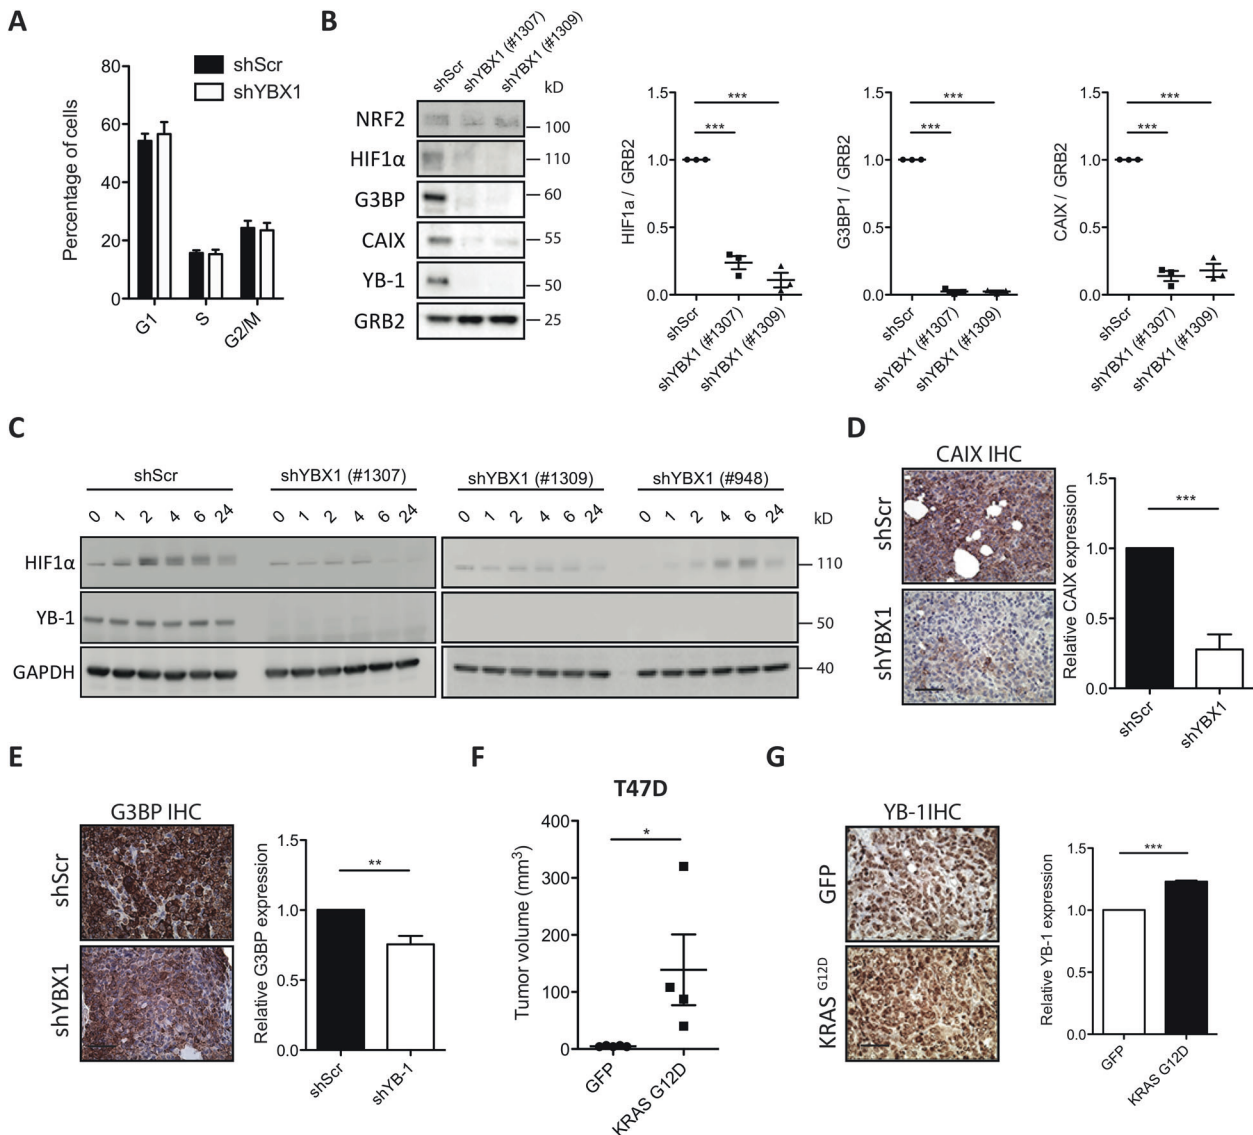 A
80
60
40
20
0
Percentage of cells
shScr
shYBX1
G1
S
G2/M
B
shScr
shYBX1 (#1307)
shYBX1 (#1309)
kD
NRF2
100
HIF1α
110
G3BP
60
CAIX
55
YB-1
50
GRB2
25
HIF1a / GRB2
1.5
1.0
0.5
0.0
***
***
shScr
shYBX1 (#1307)
shYBX1 (#1309)
G3BP1 / GRB2
1.5
1.0
0.5
0.0
***
***
shScr
shYBX1 (#1307)
shYBX1 (#1309)
CAIX / GRB2
1.5
1.0
0.5
0.0
***
***
shScr
shYBX1 (#1307)
shYBX1 (#1309)
C
shScr
shYBX1 (#1307)
shYBX1 (#1309)
shYBX1 (#948)
0 1 2 4 6 24 0 1 2 4 6 24 0 1 2 4 6 24 0 1 2 4 6 24
kD
HIF1α
110
YB-1
50
GAPDH
40
D
CAIX IHC
shScr
shYBX1
Relative CAIX expression
1.5
1.0
0.5
0.0
***
shScr
shYBX1
E
G3BP IHC
shScr
shYBX1
Relative G3BP expression
1.5
1.0
0.5
0.0
**
shScr
shYB-1
F
T47D
Tumor volume (mm³)
400
300
200
100
0
*
GFP
KRAS G12D
G
YB-1IHC
GFP
KRAS G12D
Relative YB-1 expression
1.5
1.0
0.5
0.0
***
GFP
KRAS G12D